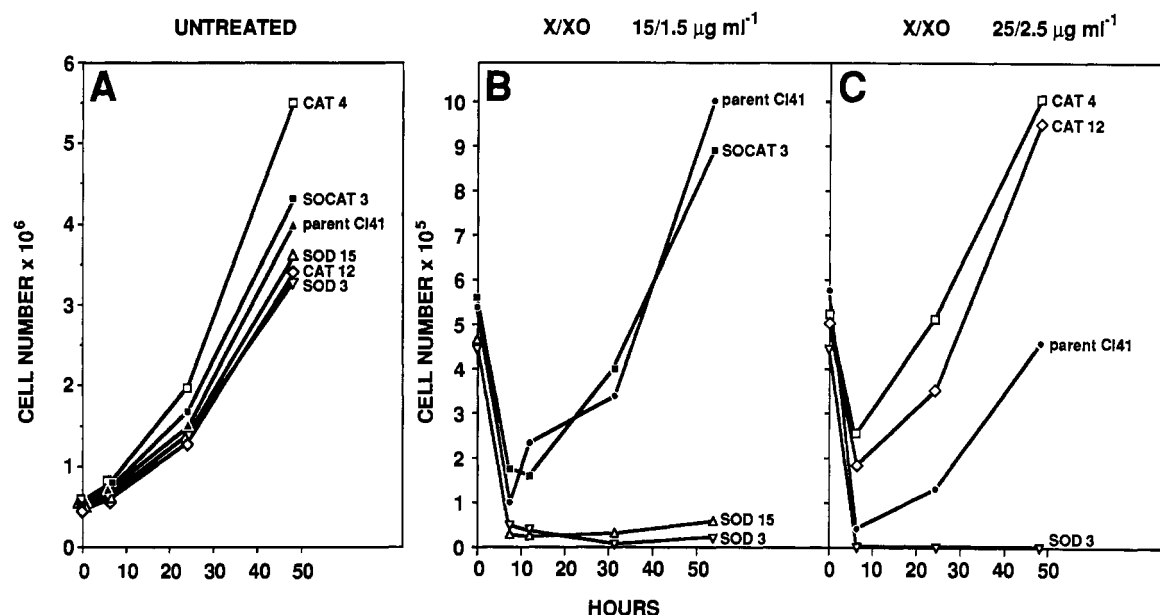 UNTREATED
X/XO 15/1.5 µg ml⁻¹
X/XO 25/2.5 µg ml⁻¹
A
B
C
CELL NUMBER x 10⁶
6
5
4
3
2
1
0
0 10 20 30 40 50
CAT 4
SOCAT 3
parent Cl41
SOD 15
CAT 12
SOD 3
CELL NUMBER x 10⁵
10
9
8
7
6
5
4
3
2
1
0
0 10 20 30 40 50
parent Cl41
SOCAT 3
SOD 15
SOD 3
0 10 20 30 40 50
CAT 4
CAT 12
parent Cl41
SOD 3
HOURS